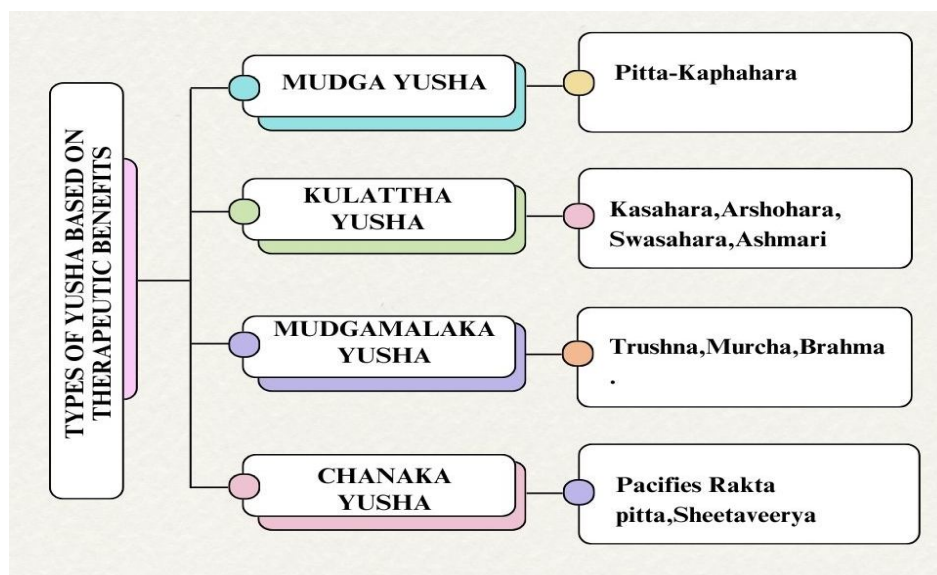 TYPES OF YUSHA BASED ON
THERAPEUTIC BENEFITS
MUDGA YUSHA
Pitta-Kaphahara
KULATTHA
YUSHA
Kasahara,Arshohara,
Swasahara,Ashmari
MUDGAMALAKA
YUSHA
Trushna,Murcha,Brahma
.
CHANAKA
YUSHA
Pacifies Rakta
pitta,Sheetaveerya